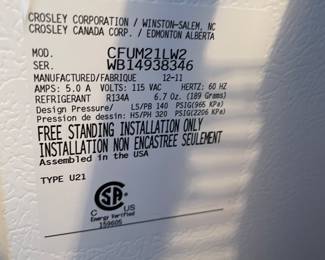 CROSLEY CORPORATION / WINSTON-SALEM, NC
CROSLEY CANADA CORP. / EDMONTON ALBERTA
MOD. CFUM21LW2
SER. WB14938346
MANUFACTURED/FABRIQUE 12-11
AMPS: 5.0 A VOLTS: 115 VAC HERTZ: 60 HZ
REFRIGERANT R134A 6.7 Oz. (189 Grams)
Design Pressure/ LS/PB 140 PSIG(965 KPa)
Pression de dessin: HS/PH 320 PSIG(2206 KPa)
FREE STANDING INSTALLATION ONLY
INSTALLATION NON ENCASTREE SEULEMENT
Assembled in the USA
TYPE U21
CSA
C US
Energy Verified
159605